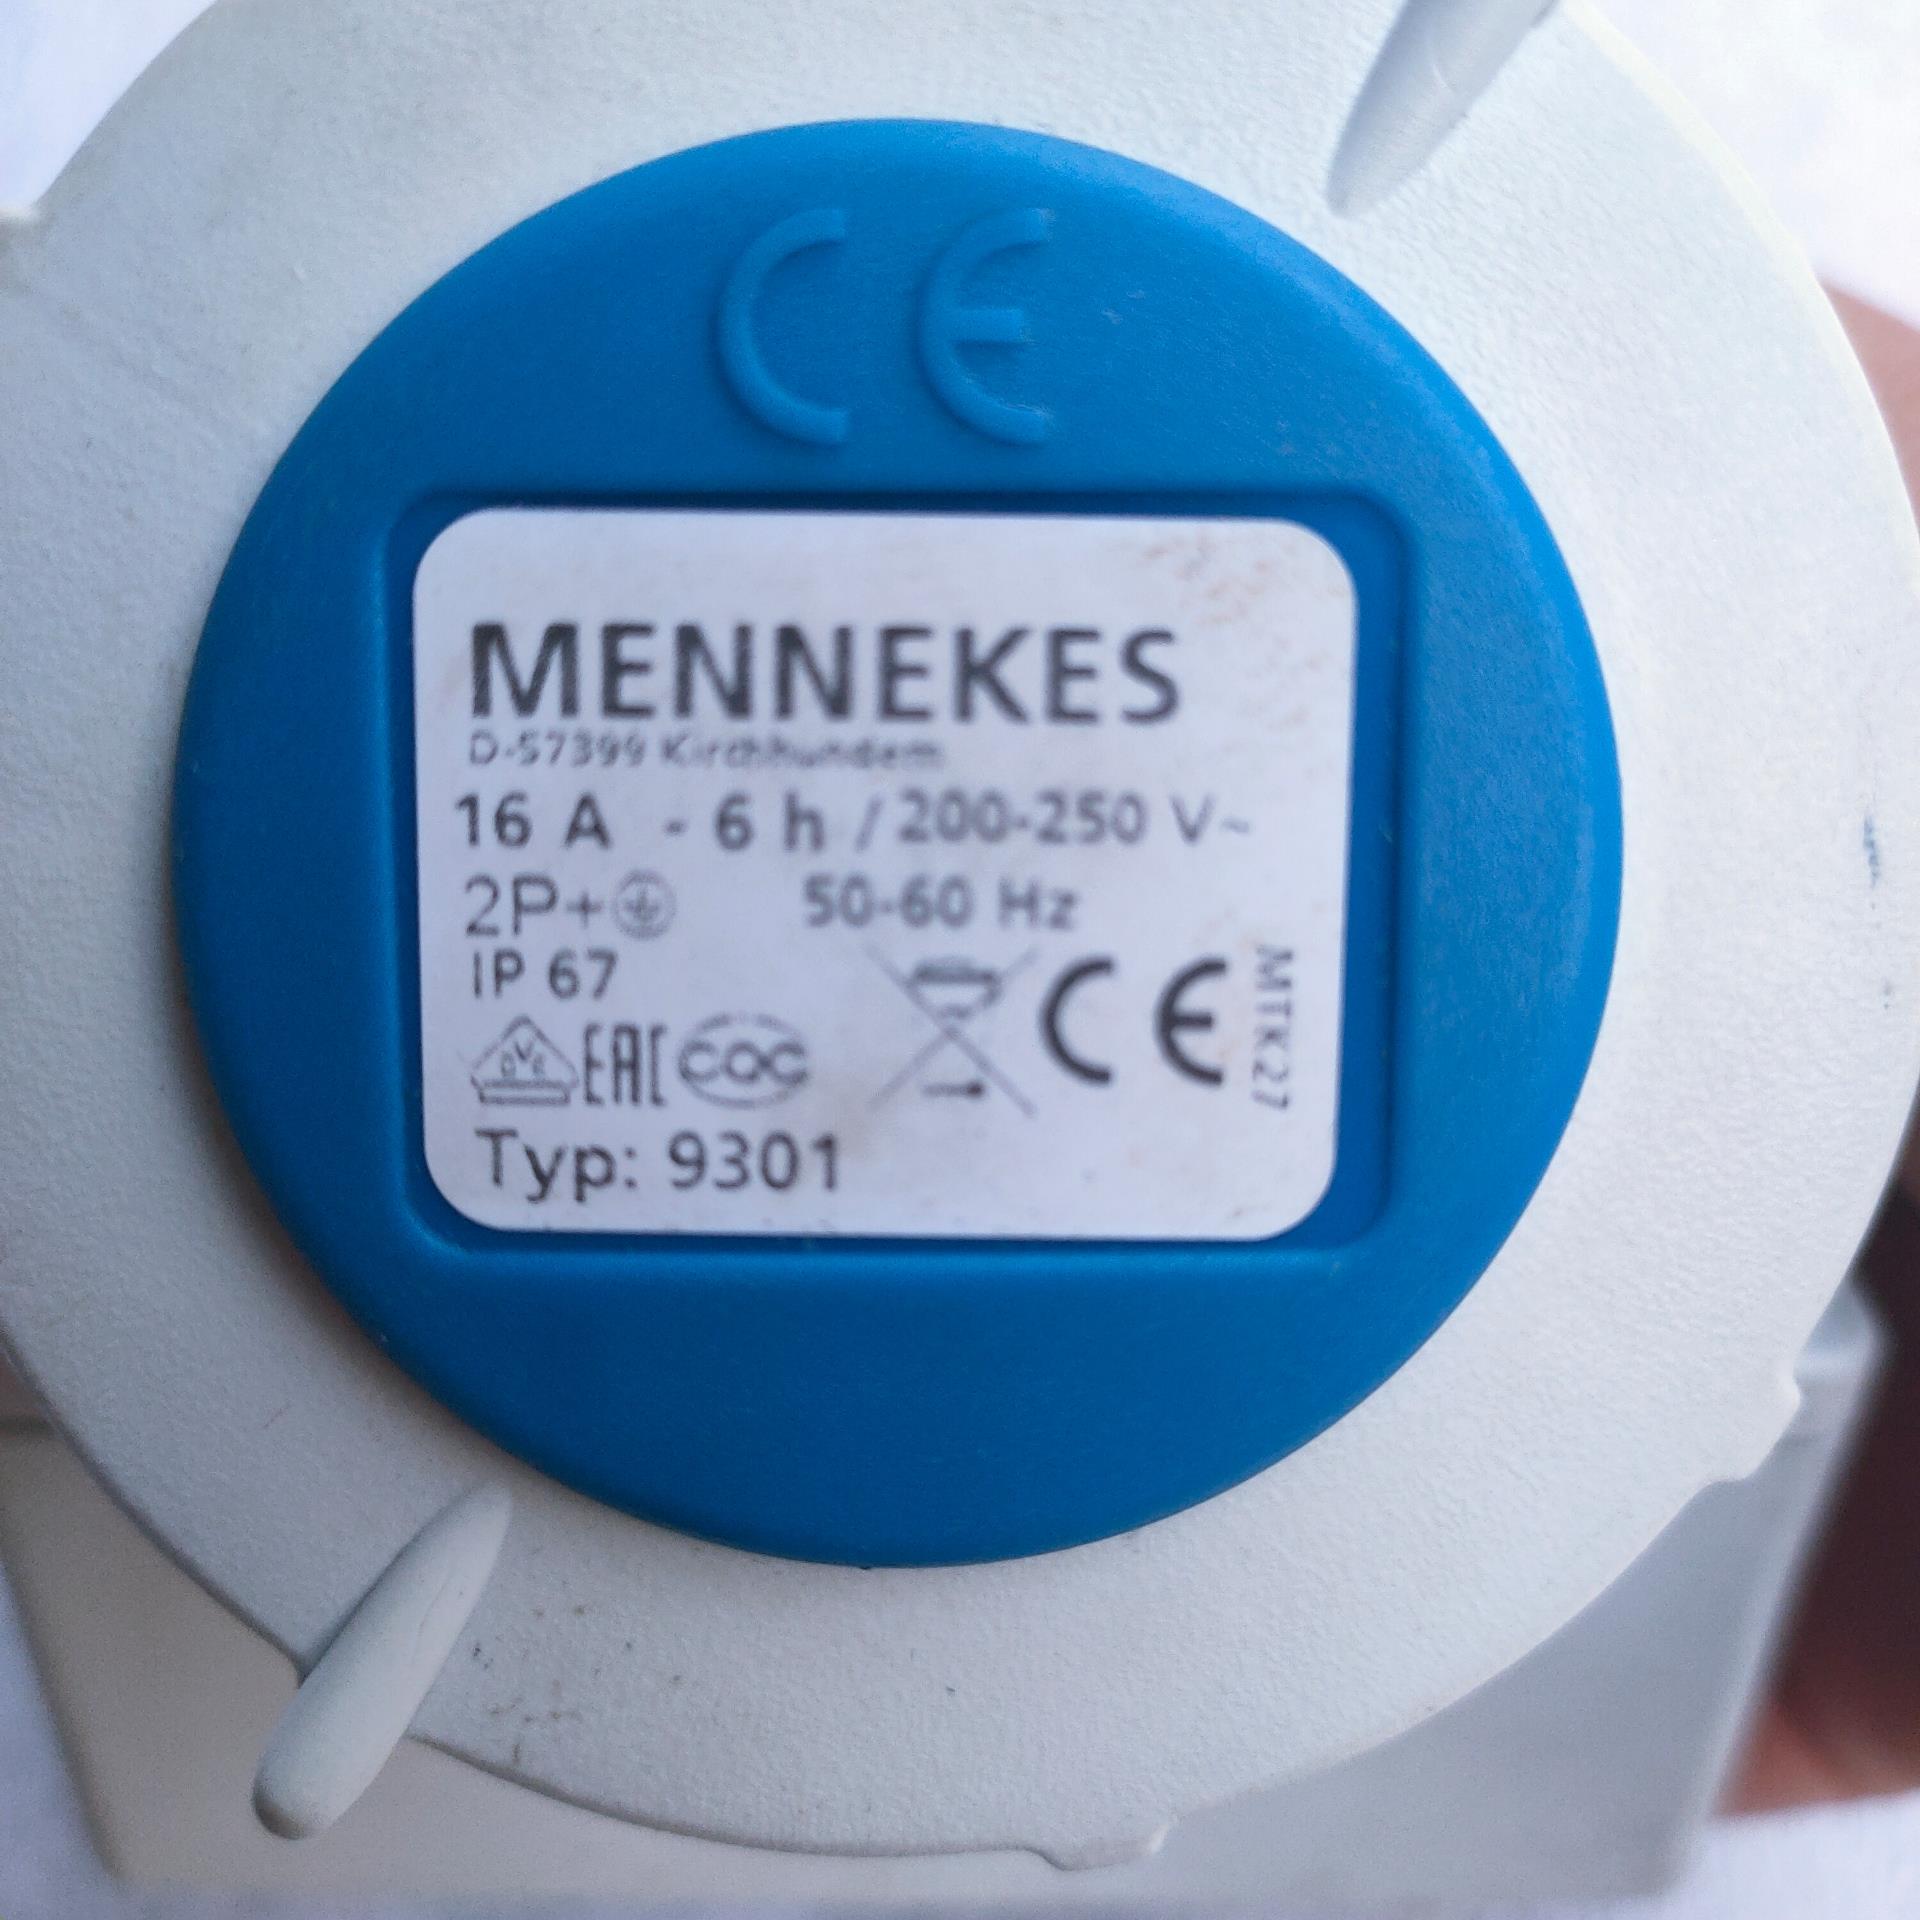 CE
MENNEKES
D-57399 Kirchhundem
16 A - 6 h / 200-250 V~
2P+ 50-60 Hz
IP 67
DVE EAC CQC CE
MTK27
Typ: 9301